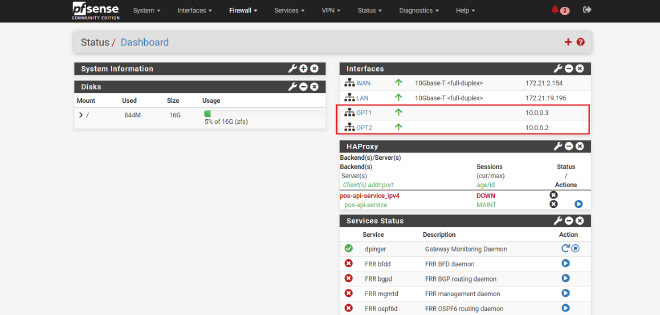 pfsense
COMMUNITY EDITION
System Interfaces Firewall Services VPN Status Diagnostics Help 3
Status / Dashboard
System Information
Disks
Mount Used Size Usage
/ 844M 16G
5% of 16G (zfs)
Interfaces
WAN 10Gbase-T <full-duplex> 172.21.2.154
LAN 10Gbase-T <full-duplex> 172.21.19.196
OPT1 10.0.0.3
OPT2 10.0.0.2
HAProxy
Backend(s)/Server(s)
Backend(s) Sessions Status
Server(s) (cur/max) /
Client(s) addr:port age/id Actions
pos-api-service_ipv4 DOWN
pos-api-service MAINT
Services Status
Service Description Action
dpinger Gateway Monitoring Daemon
FRR bfdd FRR BFD daemon
FRR bgpd FRR BGP routing daemon
FRR mgmtd FRR management daemon
FRR ospf6d FRR OSPF6 routing daemon